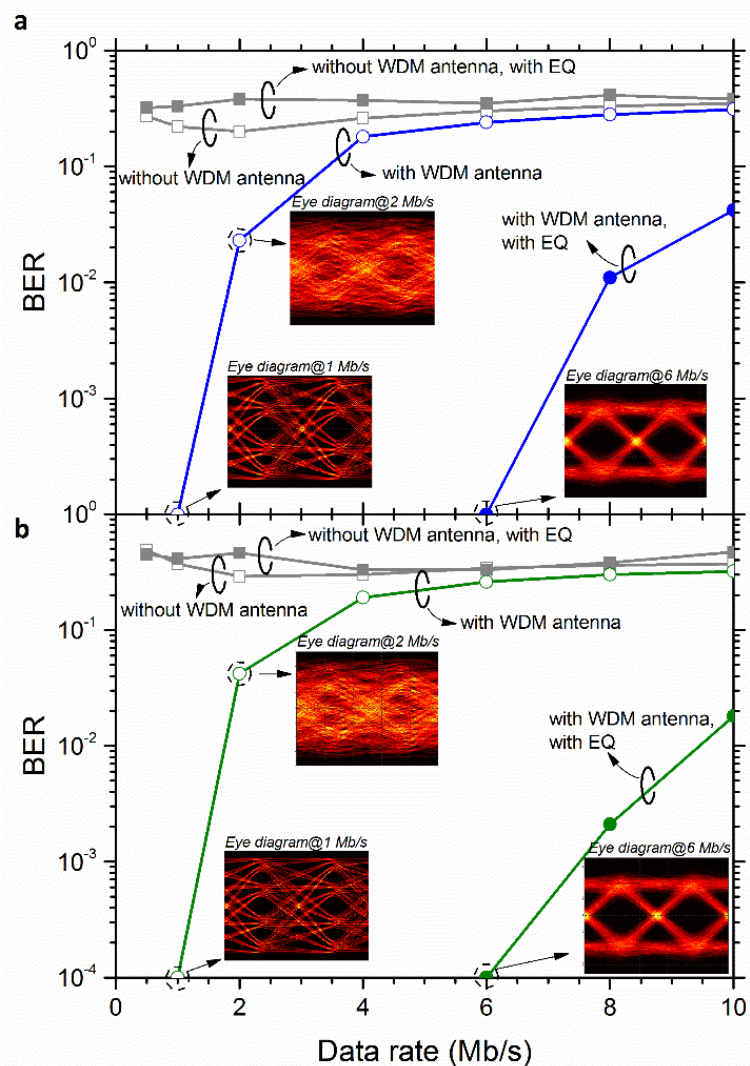 a
10^0
without WDM antenna, with EQ
10^-1
without WDM antenna
with WDM antenna
Eye diagram@2 Mb/s
with WDM antenna,
with EQ
10^-2
BER
Eye diagram@1 Mb/s
Eye diagram@6 Mb/s
10^-3
10^0
b
without WDM antenna, with EQ
without WDM antenna
with WDM antenna
10^-1
Eye diagram@2 Mb/s
with WDM antenna,
with EQ
10^-2
BER
Eye diagram@1 Mb/s
Eye diagram@6 Mb/s
10^-3
10^-4
0 2 4 6 8 10
Data rate (Mb/s)